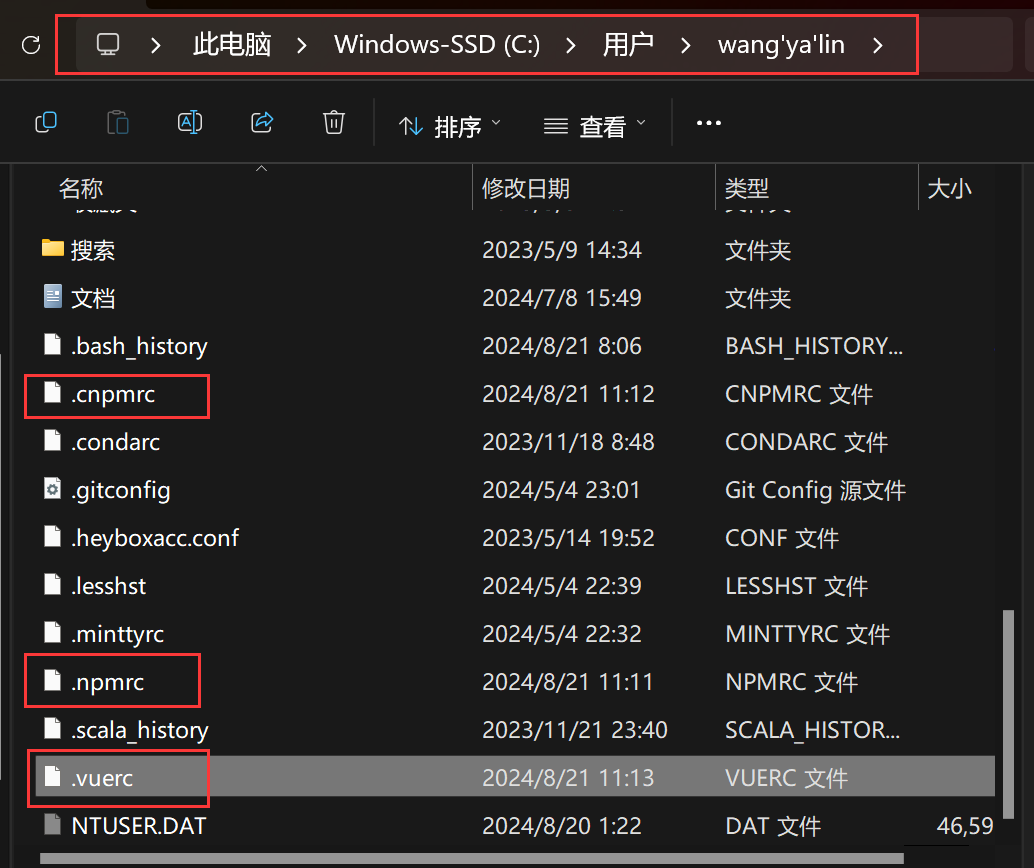 此电脑 > Windows-SSD (C:) > 用户 > wang'ya'lin >
排序 查看 ...
名称 修改日期 类型 大小
搜索 2023/5/9 14:34 文件夹
文档 2024/7/8 15:49 文件夹
.bash_history 2024/8/21 8:06 BASH_HISTORY...
.cnpmrc 2024/8/21 11:12 CNPMRC 文件
.condarc 2023/11/18 8:48 CONDARC 文件
.gitconfig 2024/5/4 23:01 Git Config 源文件
.heyboxacc.conf 2023/5/14 19:52 CONF 文件
.lesshst 2024/5/4 22:39 LESSHST 文件
.minttyrc 2024/5/4 22:32 MINTTYRC 文件
.npmrc 2024/8/21 11:11 NPMRC 文件
.scala_history 2023/11/21 23:40 SCALA_HISTOR...
.vuerc 2024/8/21 11:13 VUERC 文件
NTUSER.DAT 2024/8/20 1:22 DAT 文件 46,59